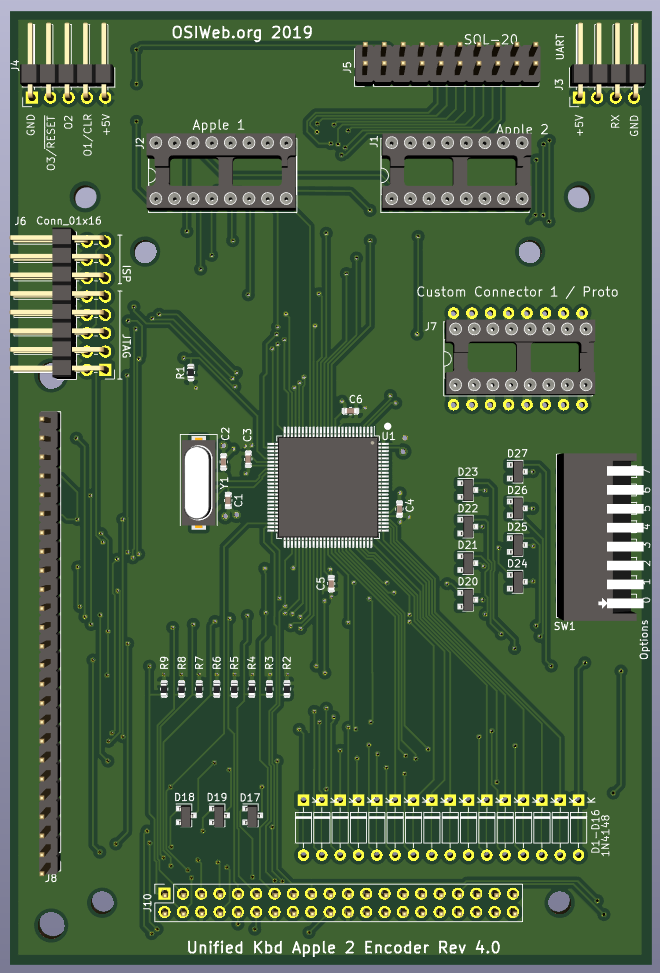 OSIWeb.org 2019
SQL-20
UART
J4
J5
J3
GND
O3/RESET
O2
O1/CLR
+5V
+5V
RX
GND
Apple 1
Apple 2
J2
J1
J6
Conn_01x16
ISP
JTAG
Custom Connector 1 / Proto
J7
R1
C6
U1
C2
C3
Y1
C1
C4
C5
D27
D23
D26
D22
D25
D21
D24
D20
7
6
5
4
3
2
1
0
SW1
Options
R9
R8
R7
R6
R5
R4
R3
R2
D18
D19
D17
K
D1-D16
1N4148
J8
J10
Unified Kbd Apple 2 Encoder Rev 4.0